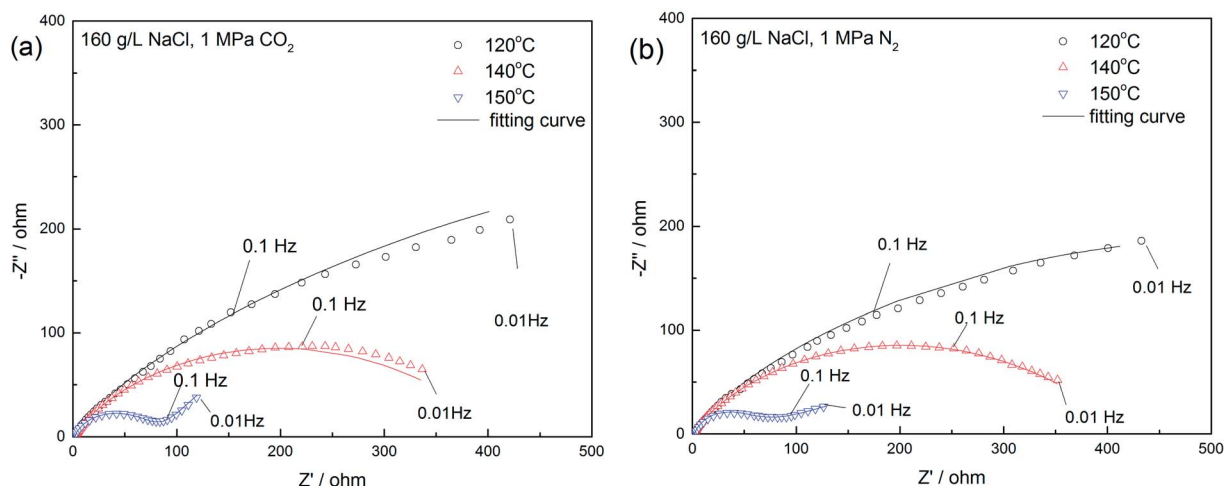 (a)
160 g/L NaCl, 1 MPa CO₂
120°C
140°C
150°C
fitting curve
400
300
200
100
0
0.1 Hz
0.1 Hz
0.1 Hz
0.01Hz
0.01Hz
0.01Hz
0 100 200 300 400 500
Z' / ohm
-Z'' / ohm
(b)
160 g/L NaCl, 1 MPa N₂
120°C
140°C
150°C
fitting curve
400
300
200
100
0
0.1 Hz
0.1 Hz
0.1 Hz
0.01 Hz
0.01 Hz
0.01 Hz
0 100 200 300 400 500
Z' / ohm
-Z'' / ohm